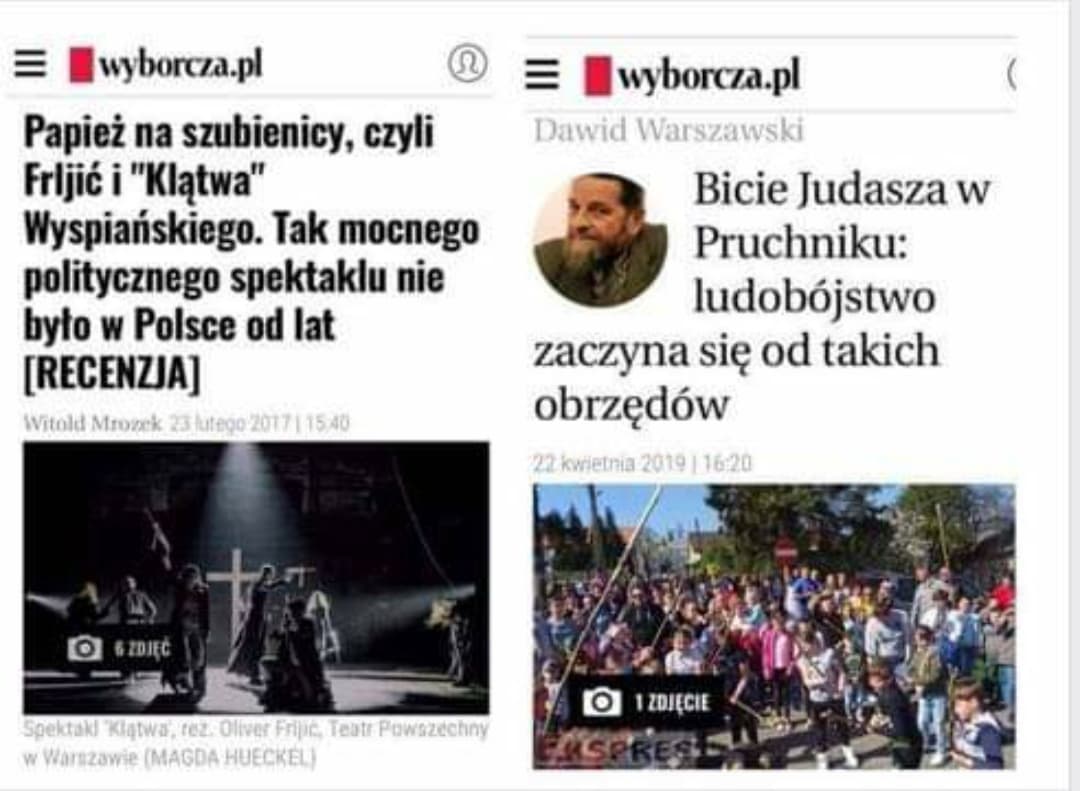 wyborcza.pl
Papież na szubienicy, czyli
Frljić i "Klątwa"
Wyspiańskiego. Tak mocnego
politycznego spektaklu nie
było w Polsce od lat
[RECENZJA]
Witold Mrozek 23 lutego 2017 | 15:40
6 ZDJĘĆ
Spektakl 'Klątwa', reż. Oliver Frljić, Teatr Powszechny
w Warszawie (MAGDA HUECKEL)
wyborcza.pl
Dawid Warszawski
Bicie Judasza w
Pruchniku:
ludobójstwo
zaczyna się od takich
obrzędów
22 kwietnia 2019 | 16:20
1 ZDJĘCIE
EKSPRES